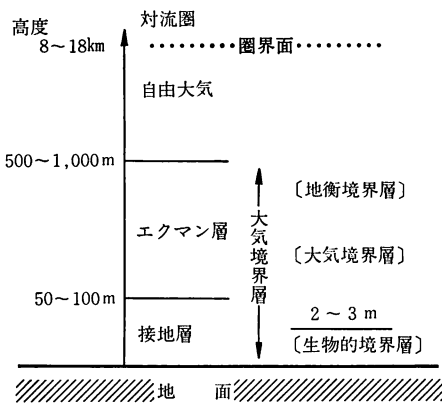 対流圏
高度
8～18km
圏界面
自由大気
500～1,000m
〔地衡境界層〕
エクマン層
大気境界層
〔大気境界層〕
50～100m
接地層
2～3m
〔生物的境界層〕
地 面